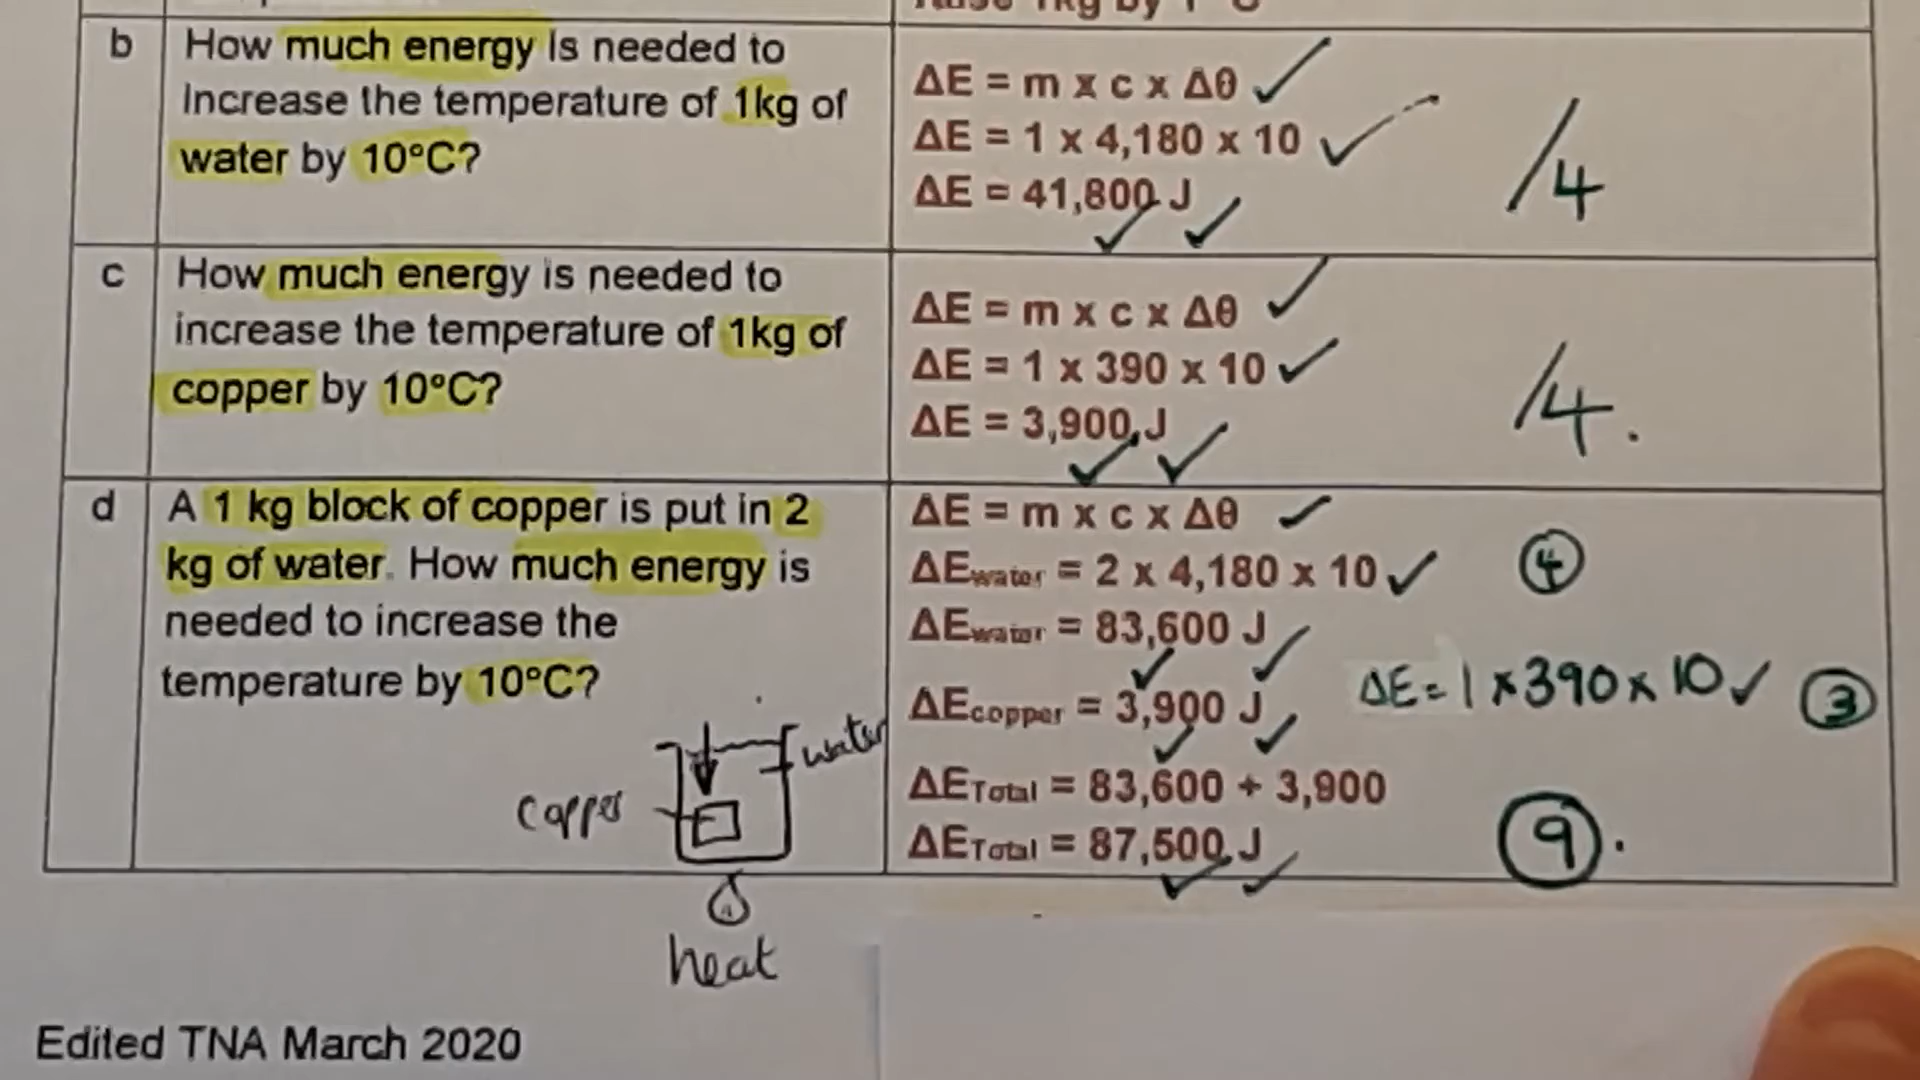 b
How much energy is needed to
increase the temperature of 1kg of
water by 10°C?
ΔE = m x c x Δθ
ΔE = 1 x 4,180 x 10
ΔE = 41,800 J
/4
c
How much energy is needed to
increase the temperature of 1kg of
copper by 10°C?
ΔE = m x c x Δθ
ΔE = 1 x 390 x 10
ΔE = 3,900 J
/4.
d
A 1 kg block of copper is put in 2
kg of water. How much energy is
needed to increase the
temperature by 10°C?
water
copper
heat
ΔE = m x c x Δθ
ΔEwater = 2 x 4,180 x 10
4
ΔEwater = 83,600 J
ΔEcopper = 3,900 J
ΔE = 1 x 390 x 10
3
ΔETotal = 83,600 + 3,900
ΔETotal = 87,500 J
9.
Edited TNA March 2020